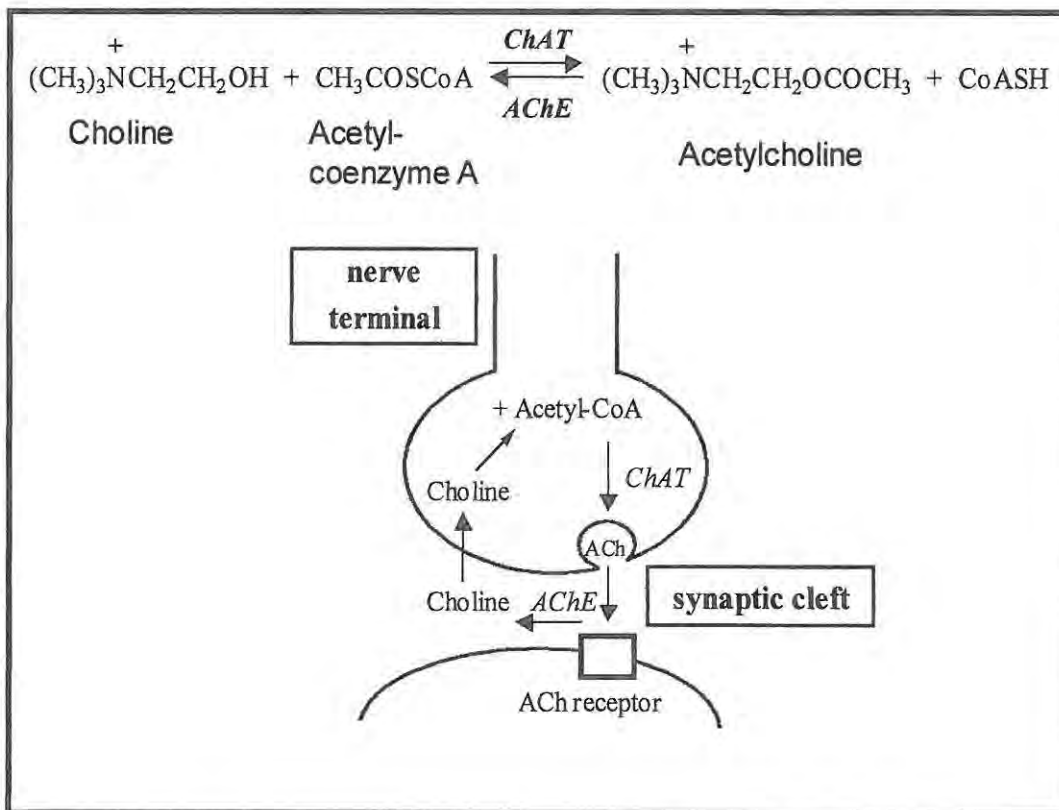 + ChAT +
(CH₃)₃NCH₂CH₂OH + CH₃COSCoA ⇌ (CH₃)₃NCH₂CH₂OCOCH₃ + CoASH
AChE
Choline Acetyl- Acetylcholine
coenzyme A
nerve
terminal
+ Acetyl-CoA
ChAT
Choline
ACh
Choline AChE
synaptic cleft
ACh receptor